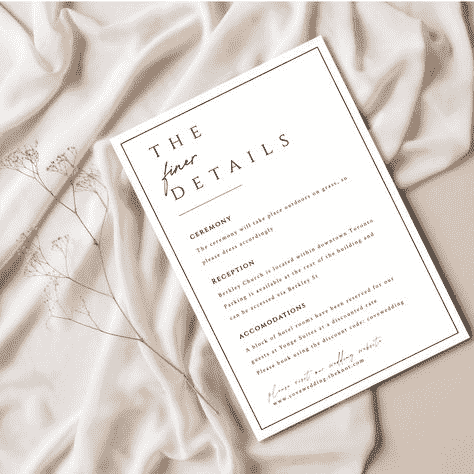 THE
finer
DETAILS
CEREMONY
The ceremony will take place outdoors on grass, so
please dress accordingly
RECEPTION
Berkley Church is located within downtown Toronto
Parking is available at the rear of the building and
can be accessed via Berkley St
ACCOMODATIONS
A block of hotel rooms have been reserved for our
guests at Yonge Suites at a discounted rate
Please book using the discount code: covewedding
Please visit our wedding website
www.covewedding-theknot.com